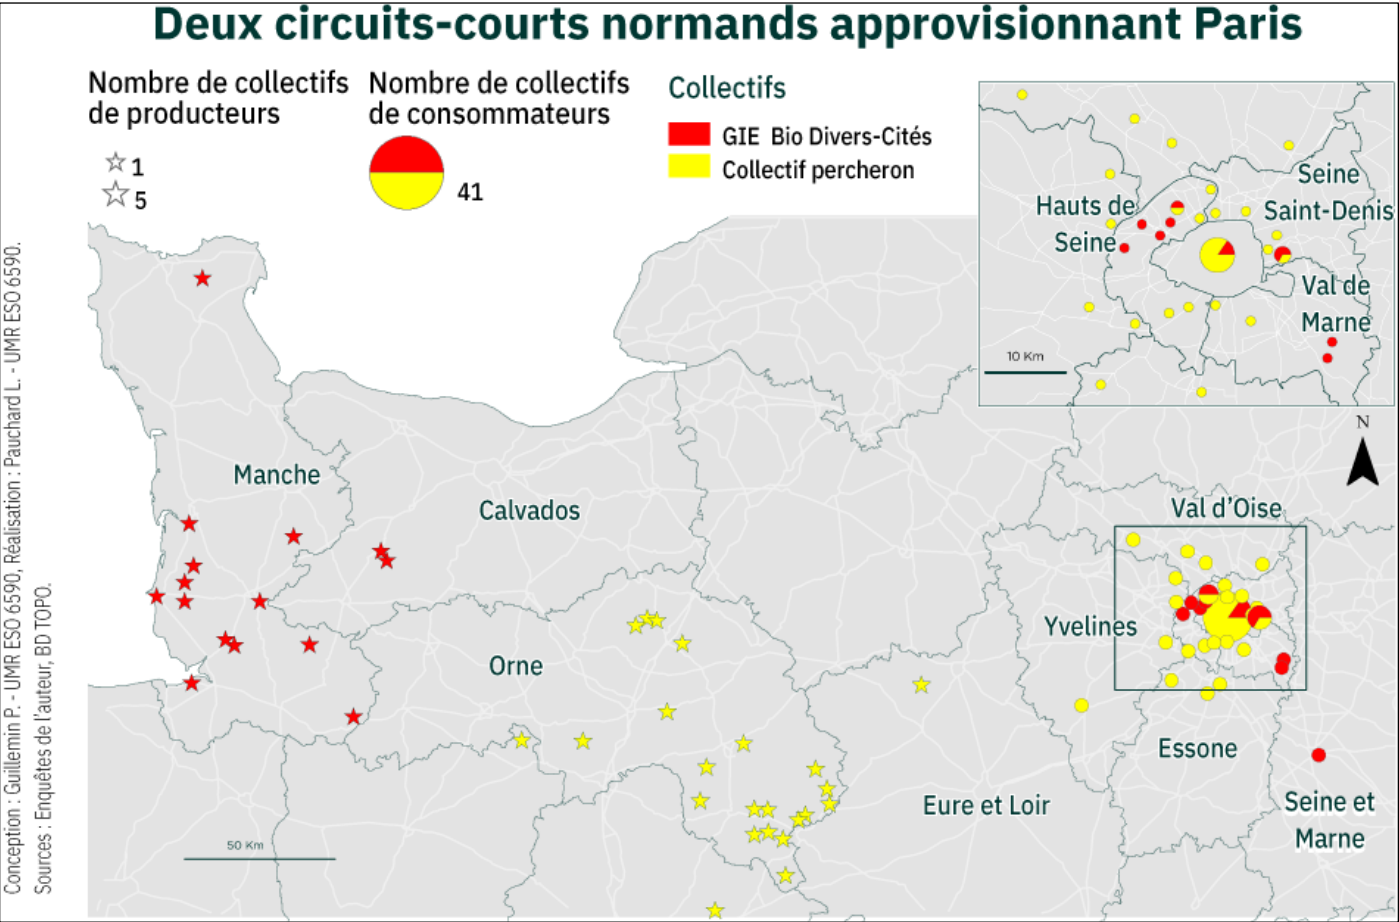 Deux circuits-courts normands approvisionnant Paris
Nombre de collectifs
de producteurs
1
5
Nombre de collectifs
de consommateurs
41
Collectifs
GIE Bio Divers-Cités
Collectif percheron
Hauts de
Seine
Seine
Saint-Denis
Val de
Marne
10 Km
N
Manche
Calvados
Orne
Val d'Oise
Yvelines
Essone
Eure et Loir
Seine et
Marne
50 Km
Conception : Guillemin P. - UMR ESO 6590, Réalisation : Pauchard L. - UMR ESO 6590.
Sources : Enquêtes de l'auteur, BD TOPO.